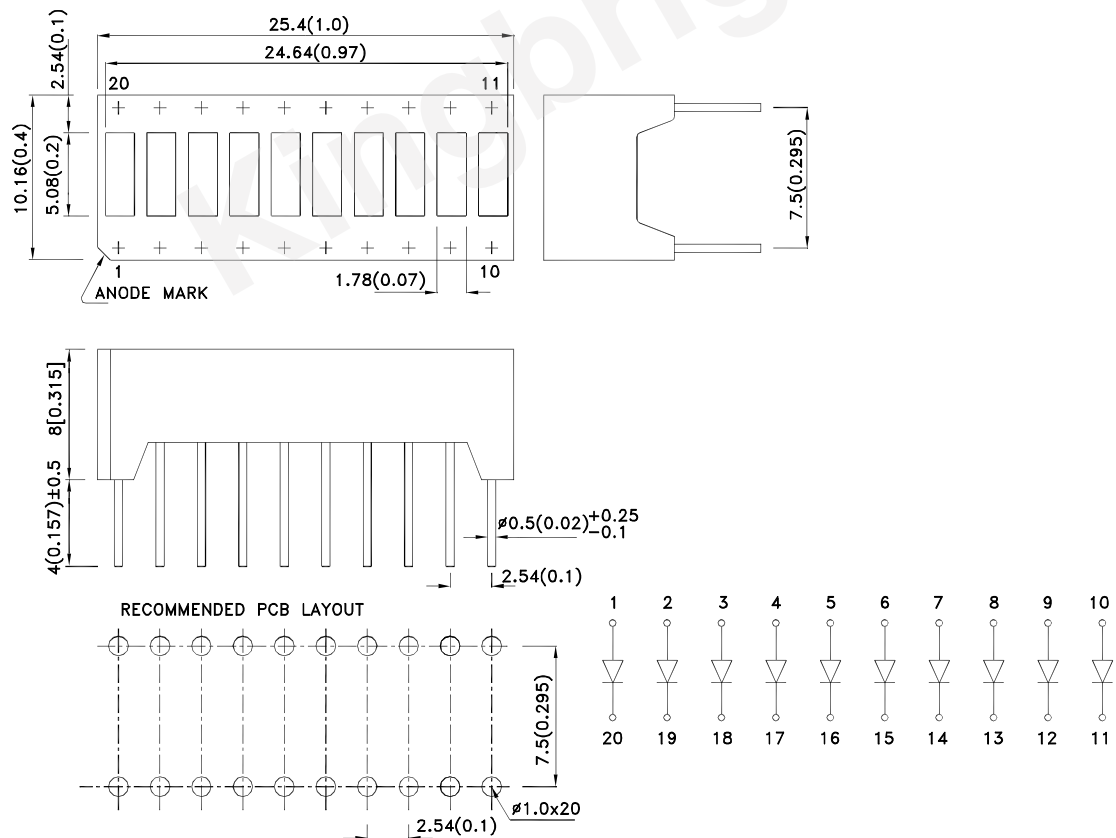 25.4(1.0)
24.64(0.97)
2.54(0.1)
20 11
10.16(0.4)
5.08(0.2)
7.5(0.295)
1 10
1.78(0.07)
ANODE MARK
8[0.315]
4(0.157)±0.5
ø0.5(0.02)+0.25
−0.1
2.54(0.1)
RECOMMENDED PCB LAYOUT
7.5(0.295)
ø1.0x20
2.54(0.1)
1 2 3 4 5 6 7 8 9 10
20 19 18 17 16 15 14 13 12 11